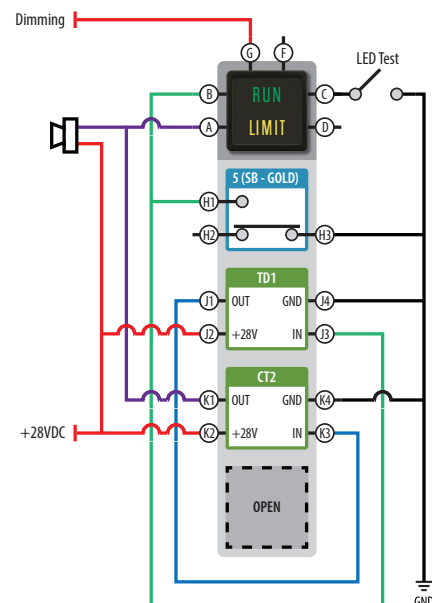 Dimming
G F
LED Test
B RUN C
A LIMIT D
5 (SB - GOLD)
H1
H2 H3
TD1
J1 OUT GND J4
J2 +28V IN J3
CT2
K1 OUT GND K4
+28VDC K2 +28V IN K3
OPEN
GND